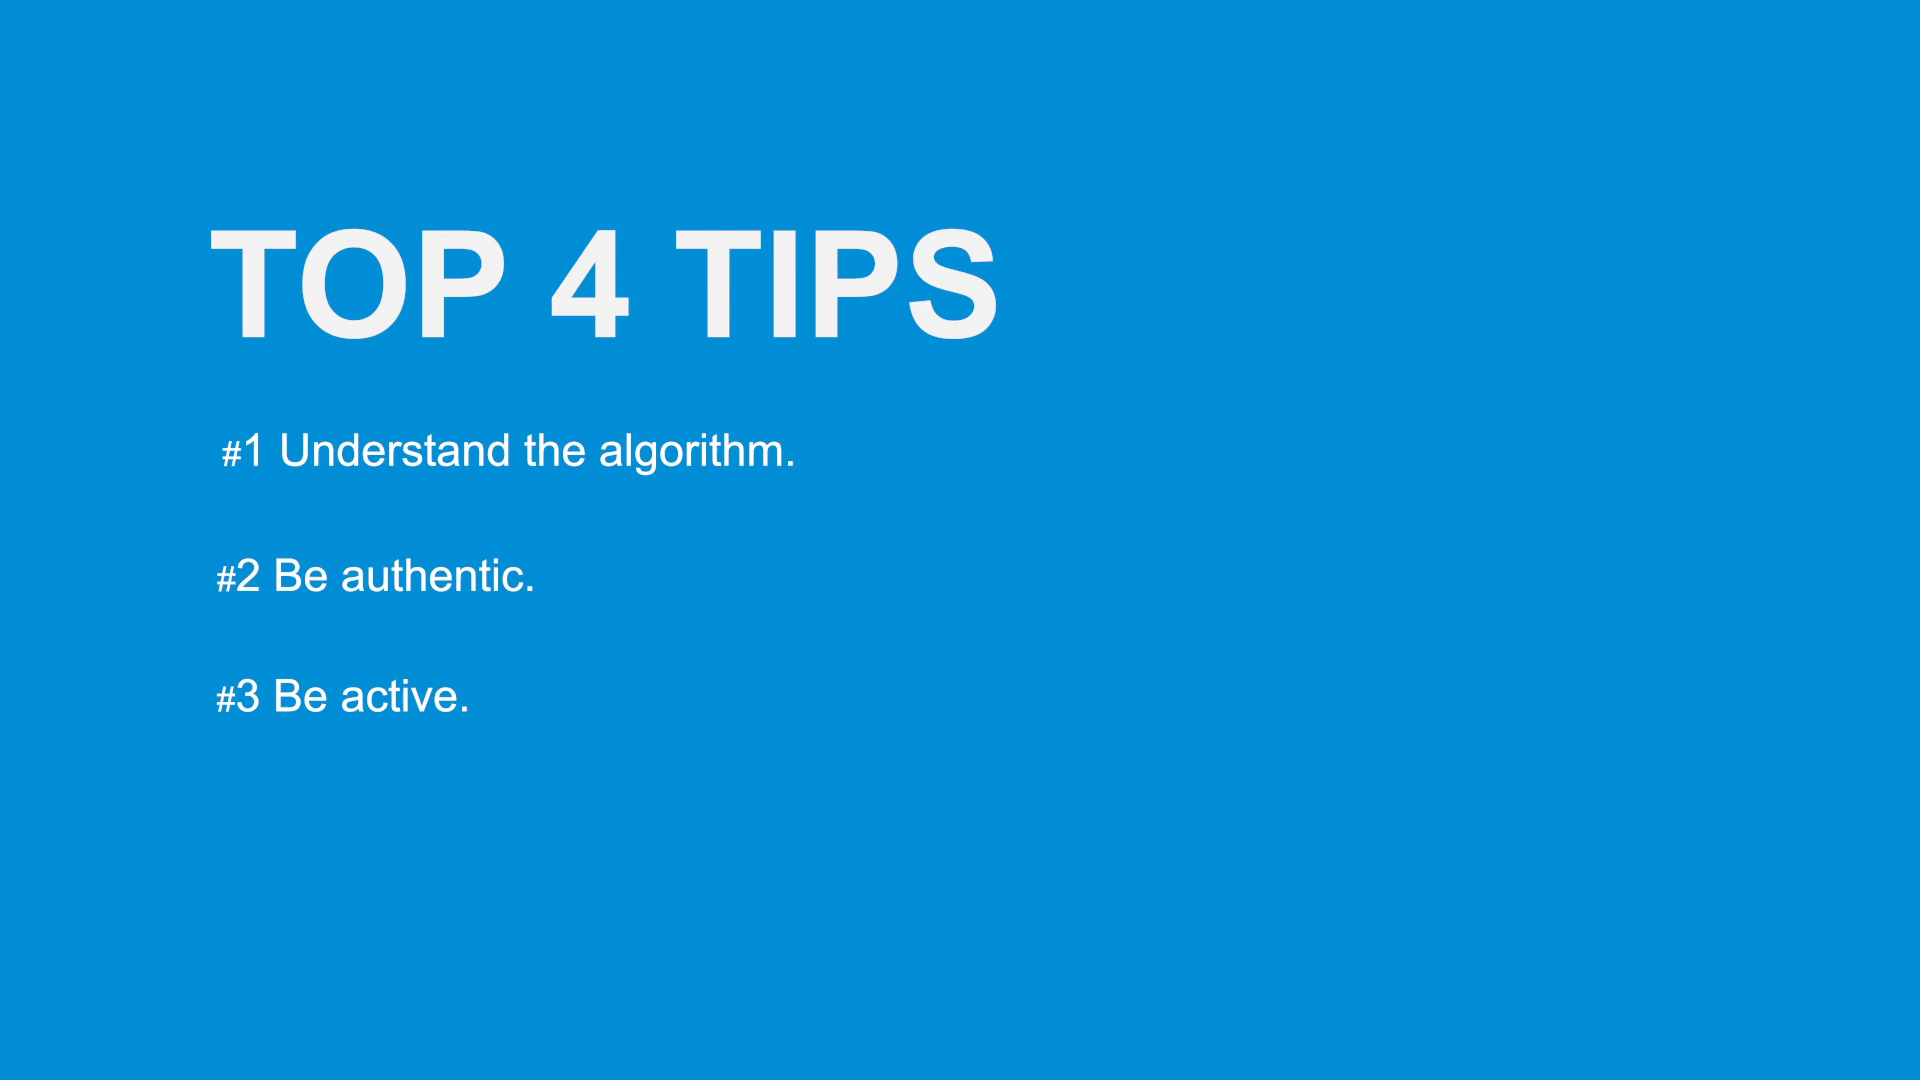 TOP 4 TIPS
#1 Understand the algorithm.
#2 Be authentic.
#3 Be active.